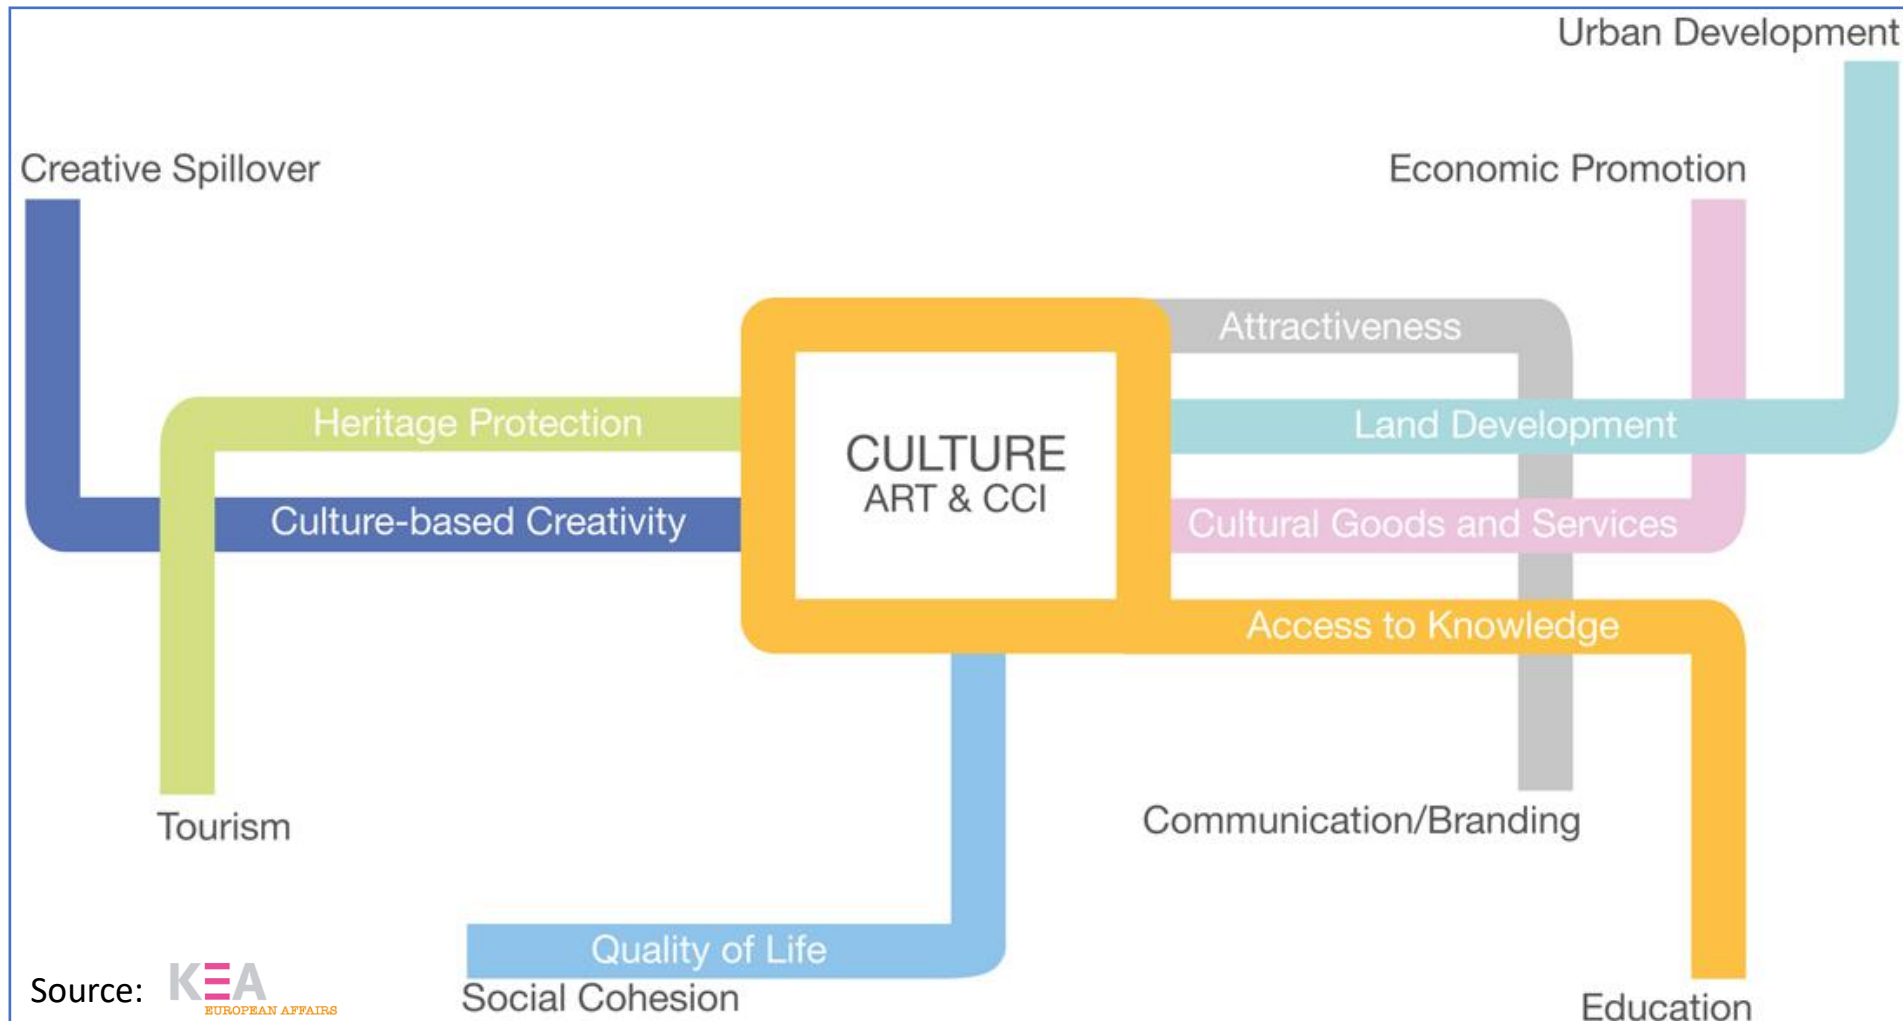 Urban Development
Creative Spillover
Economic Promotion
Attractiveness
Heritage Protection
Land Development
CULTURE
ART & CCI
Culture-based Creativity
Cultural Goods and Services
Access to Knowledge
Tourism
Communication/Branding
Quality of Life
Social Cohesion
Source: KEA
EUROPEAN AFFAIRS
Education